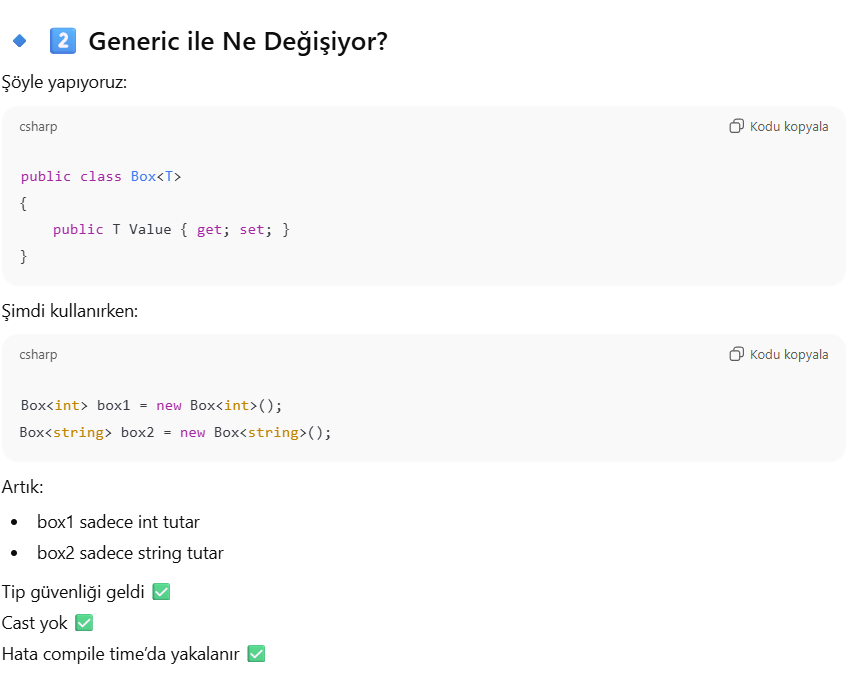 🔹 2️⃣ Generic ile Ne Değişiyor?
Şöyle yapıyoruz:
csharp Kodu kopyala
public class Box<T>
{
    public T Value { get; set; }
}
Şimdi kullanırken:
csharp Kodu kopyala
Box<int> box1 = new Box<int>();
Box<string> box2 = new Box<string>();
Artık:
• box1 sadece int tutar
• box2 sadece string tutar
Tip güvenliği geldi ✅
Cast yok ✅
Hata compile time’da yakalanır ✅